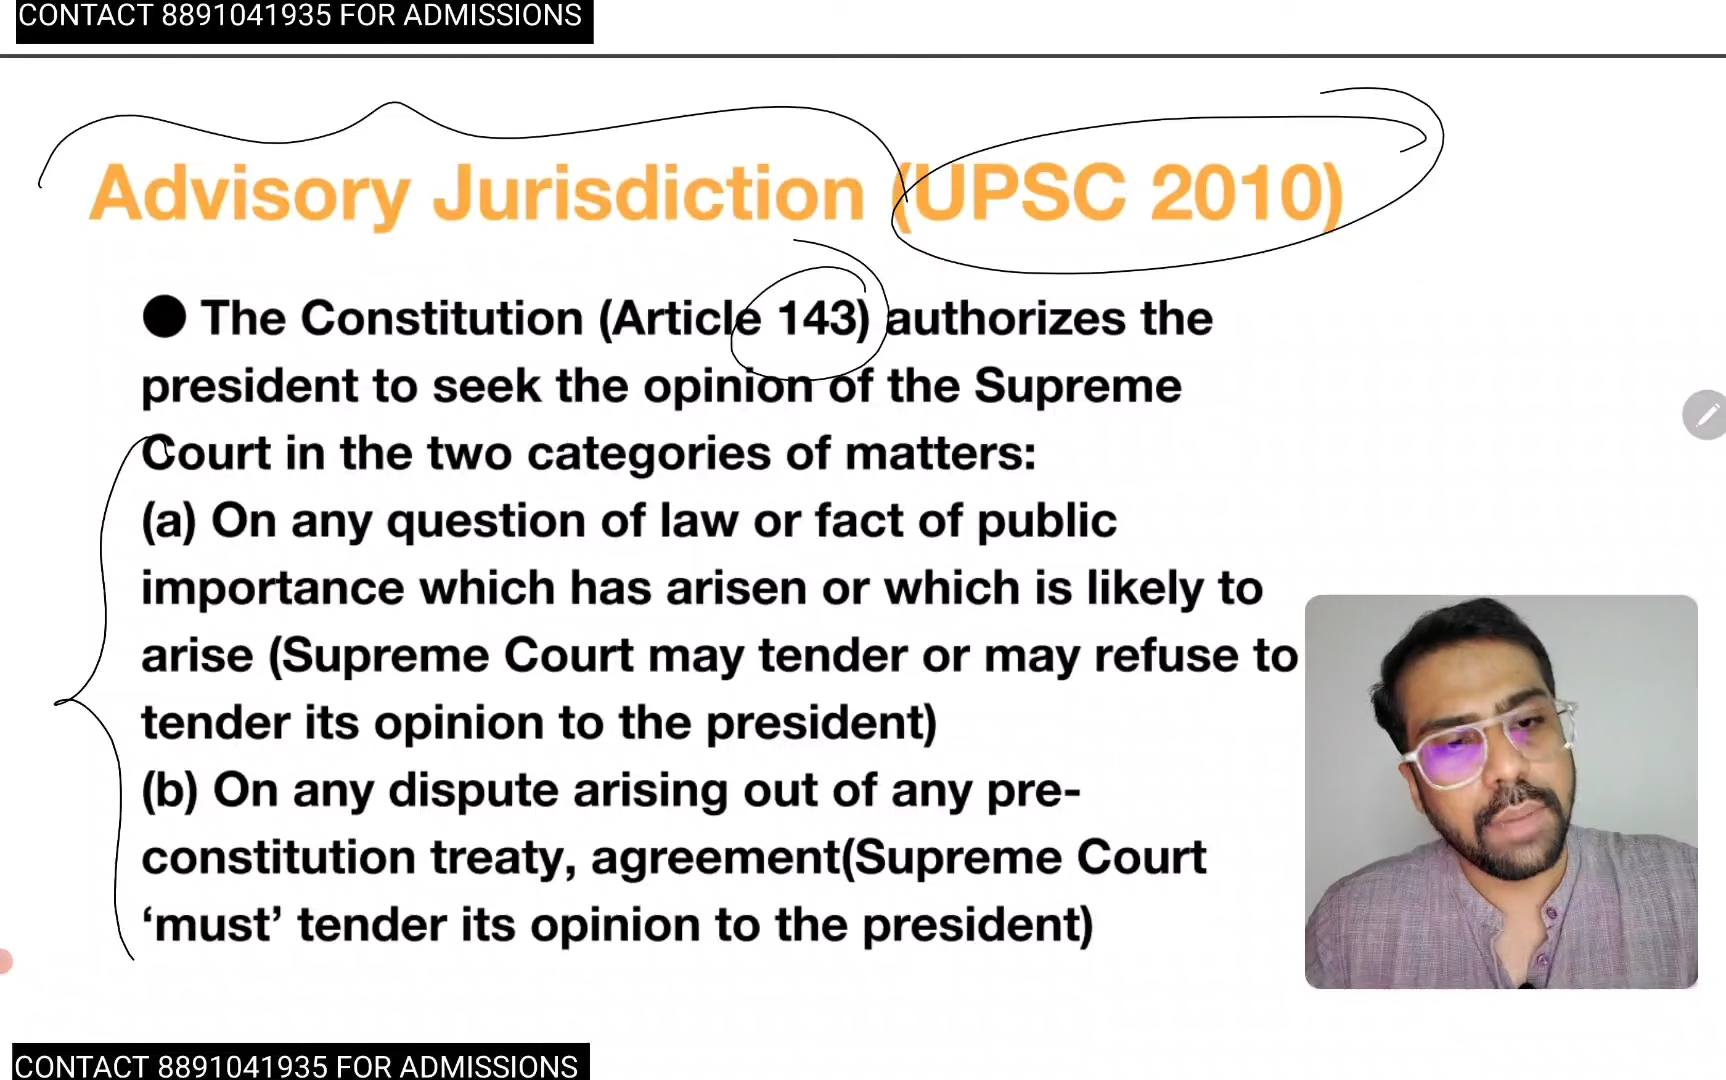 CONTACT 8891041935 FOR ADMISSIONS
Advisory Jurisdiction (UPSC 2010)
● The Constitution (Article 143) authorizes the
president to seek the opinion of the Supreme
Court in the two categories of matters:
(a) On any question of law or fact of public
importance which has arisen or which is likely to
arise (Supreme Court may tender or may refuse to
tender its opinion to the president)
(b) On any dispute arising out of any pre-
constitution treaty, agreement(Supreme Court
‘must’ tender its opinion to the president)
CONTACT 8891041935 FOR ADMISSIONS